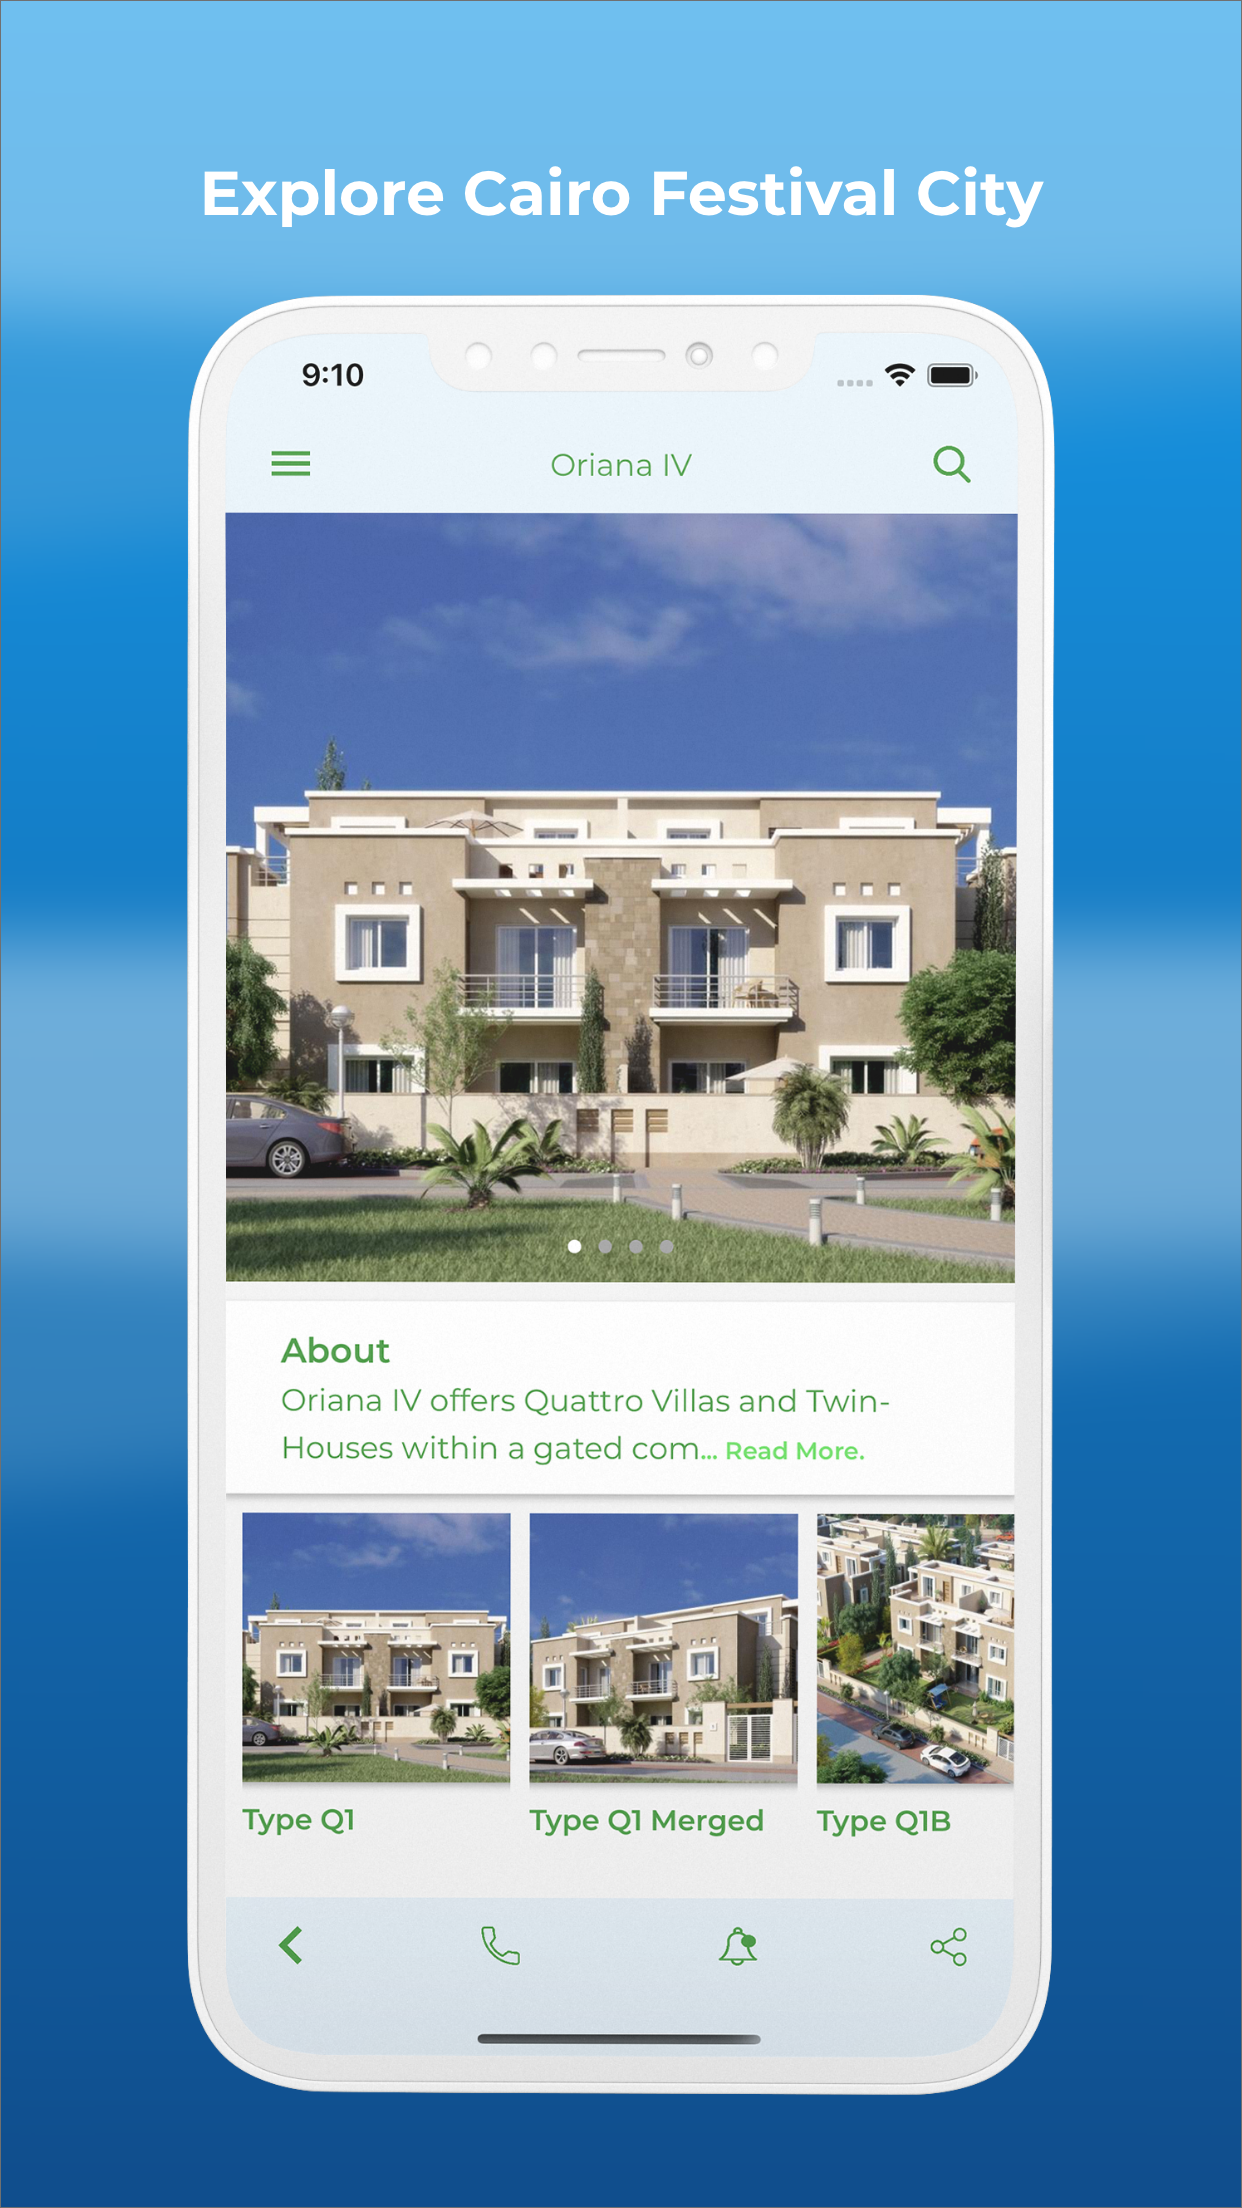 Explore Cairo Festival City
9:10
Oriana IV
About
Oriana IV offers Quattro Villas and Twin-
Houses within a gated com... Read More.
Type Q1
Type Q1 Merged
Type Q1B